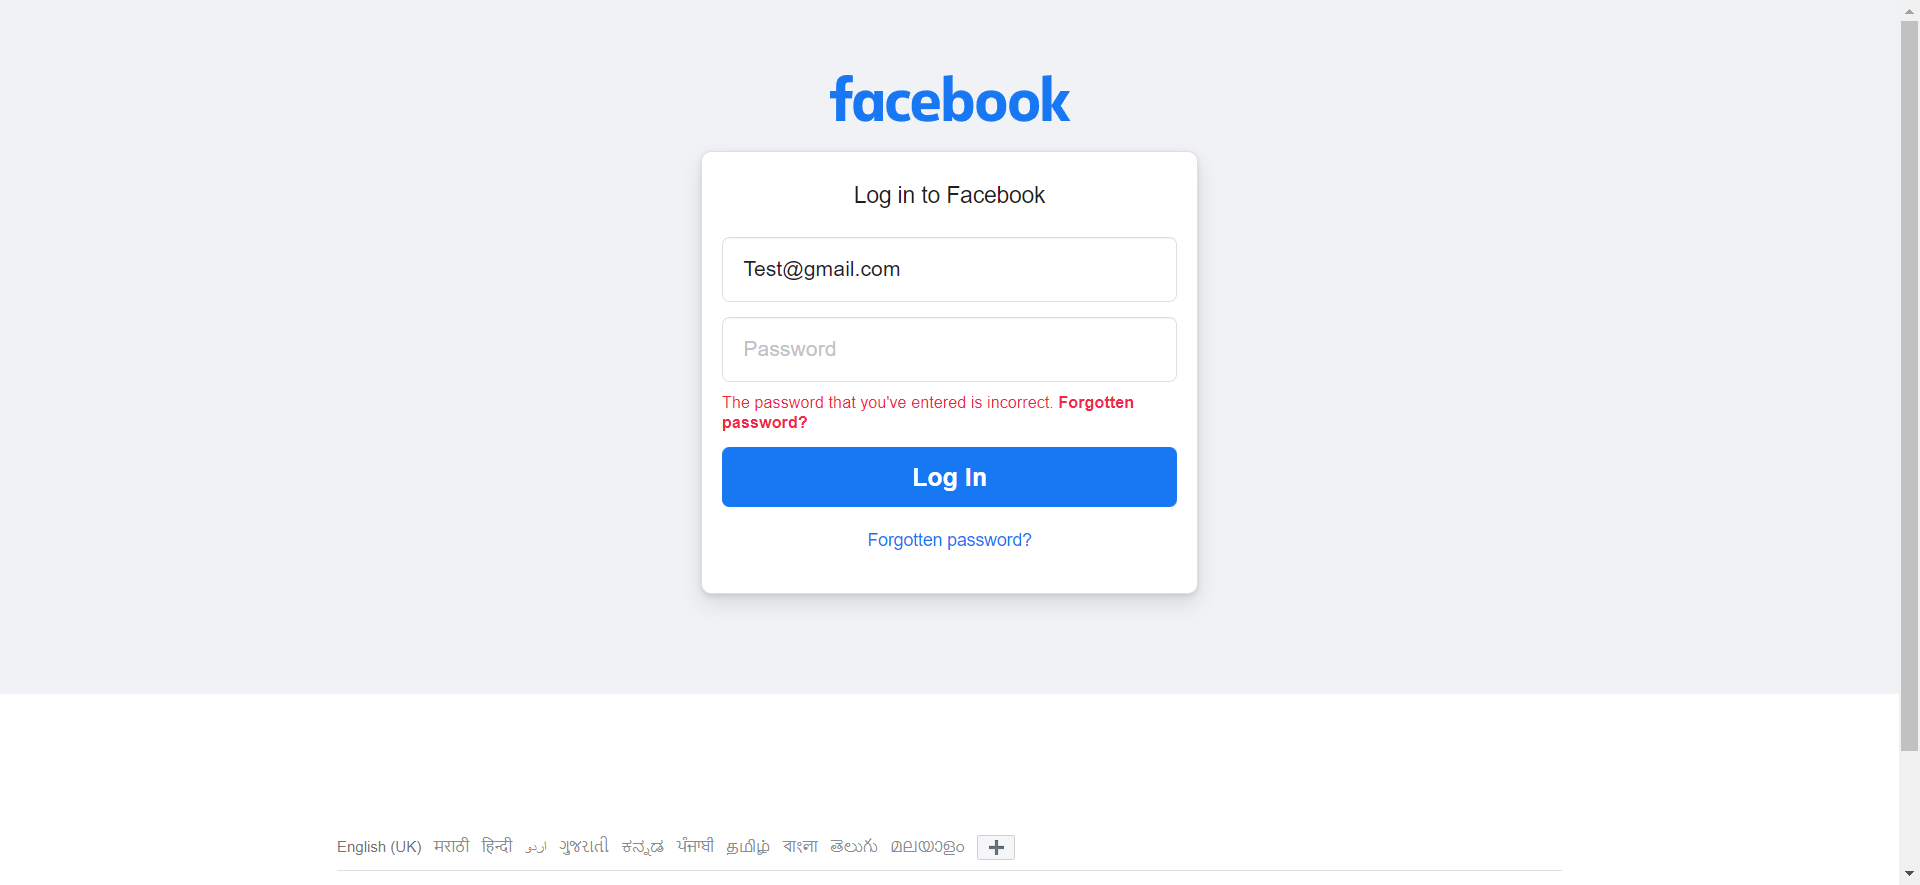 facebook
Log in to Facebook
Test@gmail.com
Password
The password that you've entered is incorrect. Forgotten
password?
Log In
Forgotten password?
English (UK) मराठी हिन्दी اردو ગુજરાતી ಕನ್ನಡ ਪੰਜਾਬੀ தமிழ் বাংলা తెలుగు മലയാളം